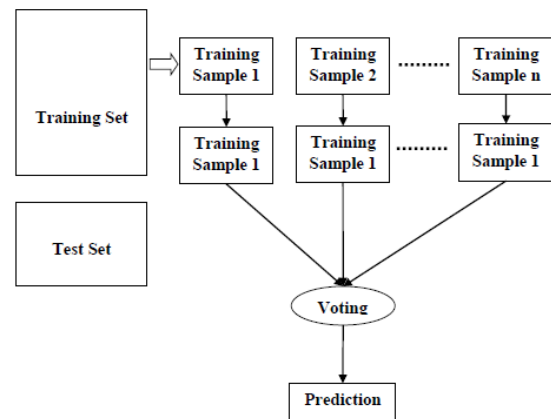 Training Set
Training
Sample 1
Training
Sample 2
.........
Training
Sample n
Training
Sample 1
Training
Sample 1
.........
Training
Sample 1
Test Set
Voting
Prediction